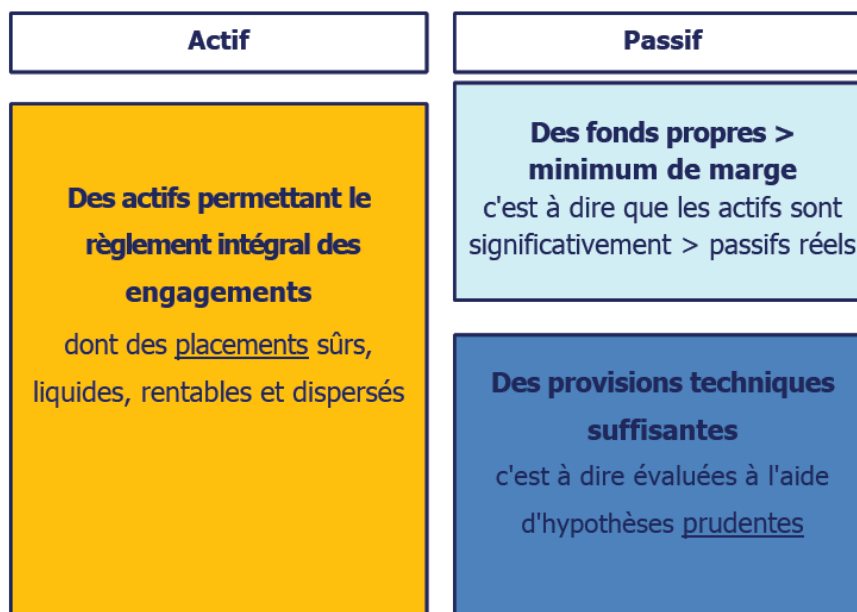 Actif
Des actifs permettant le
règlement intégral des
engagements
dont des placements sûrs,
liquides, rentables et dispersés
Passif
Des fonds propres >
minimum de marge
c'est à dire que les actifs sont
significativement > passifs réels
Des provisions techniques
suffisantes
c'est à dire évaluées à l'aide
d'hypothèses prudentes